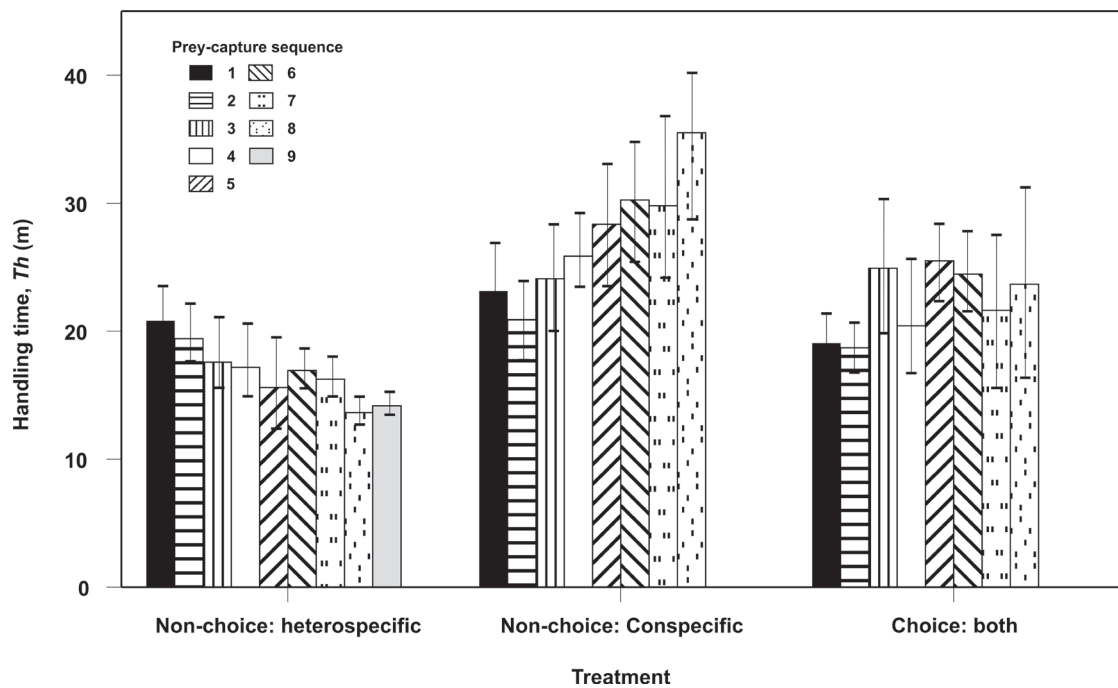 Prey-capture sequence
1 6
2 7
3 8
4 9
5
40
30
20
10
0
Handling time, Th (m)
Non-choice: heterospecific Non-choice: Conspecific Choice: both
Treatment